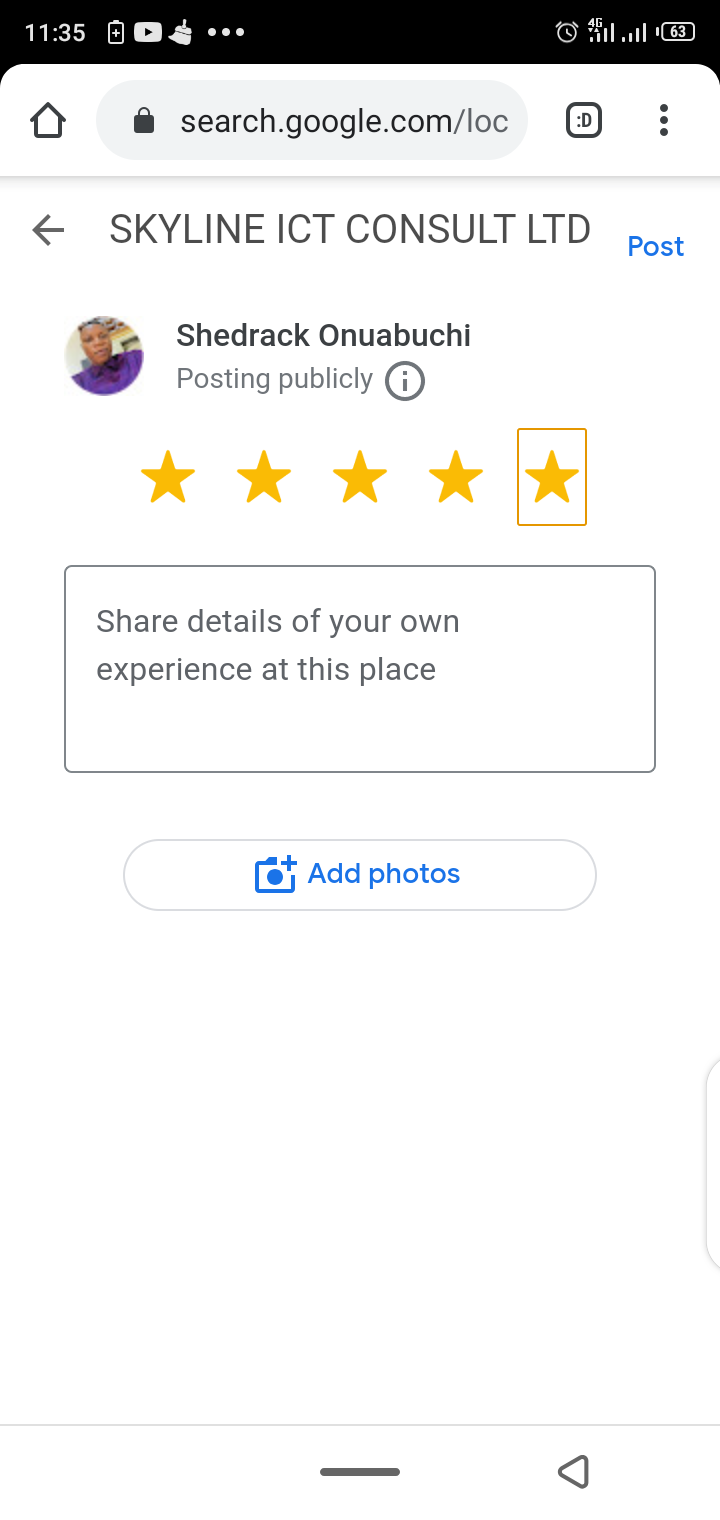 11:35 4G 63
search.google.com/loc :D
SKYLINE ICT CONSULT LTD
Post
Shedrack Onuabuchi
Posting publicly
Share details of your own
experience at this place
Add photos